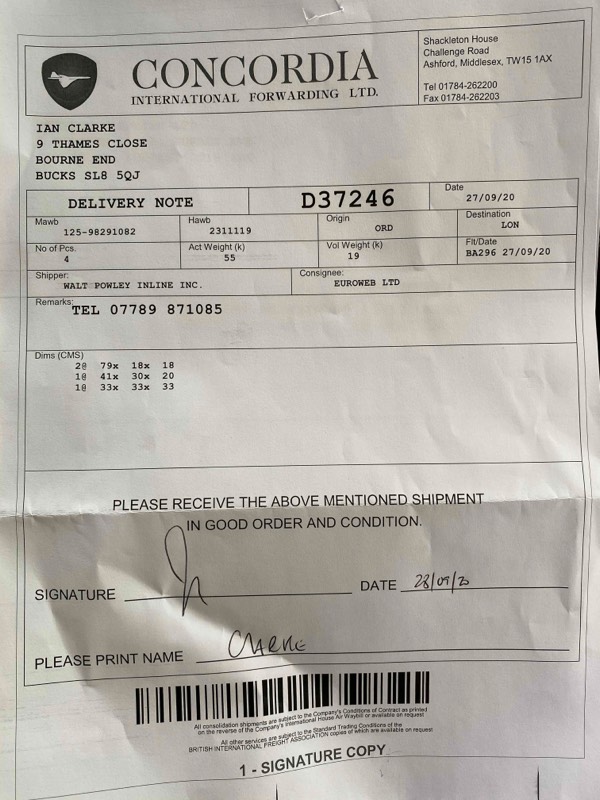 CONCORDIA
INTERNATIONAL FORWARDING LTD.
Shackleton House
Challenge Road
Ashford, Middlesex, TW15 1AX
Tel 01784-262200
Fax 01784-262203
IAN CLARKE
9 THAMES CLOSE
BOURNE END
BUCKS SL8 5QJ
DELIVERY NOTE D37246 Date 27/09/20
Mawb 125-98291082 Hawb 2311119 Origin ORD Destination LON
No of Pcs. 4 Act Weight (k) 55 Vol Weight (k) 19 Flt/Date BA296 27/09/20
Shipper: WALT POWLEY INLINE INC. Consignee: EUROWEB LTD
Remarks: TEL 07789 871085
Dims (CMS)
2@ 79x 18x 18
1@ 41x 30x 20
1@ 33x 33x 33
PLEASE RECEIVE THE ABOVE MENTIONED SHIPMENT
IN GOOD ORDER AND CONDITION.
SIGNATURE DATE 28/09/20
PLEASE PRINT NAME CLARKE
All consolidation shipments are subject to the Company's Conditions of Contract as printed
on the reverse of the Company's International House Air Waybill or available on request
All other services are subject to the Standard Trading Conditions of the
BRITISH INTERNATIONAL FREIGHT ASSOCIATION copies of which are available on request
1 - SIGNATURE COPY